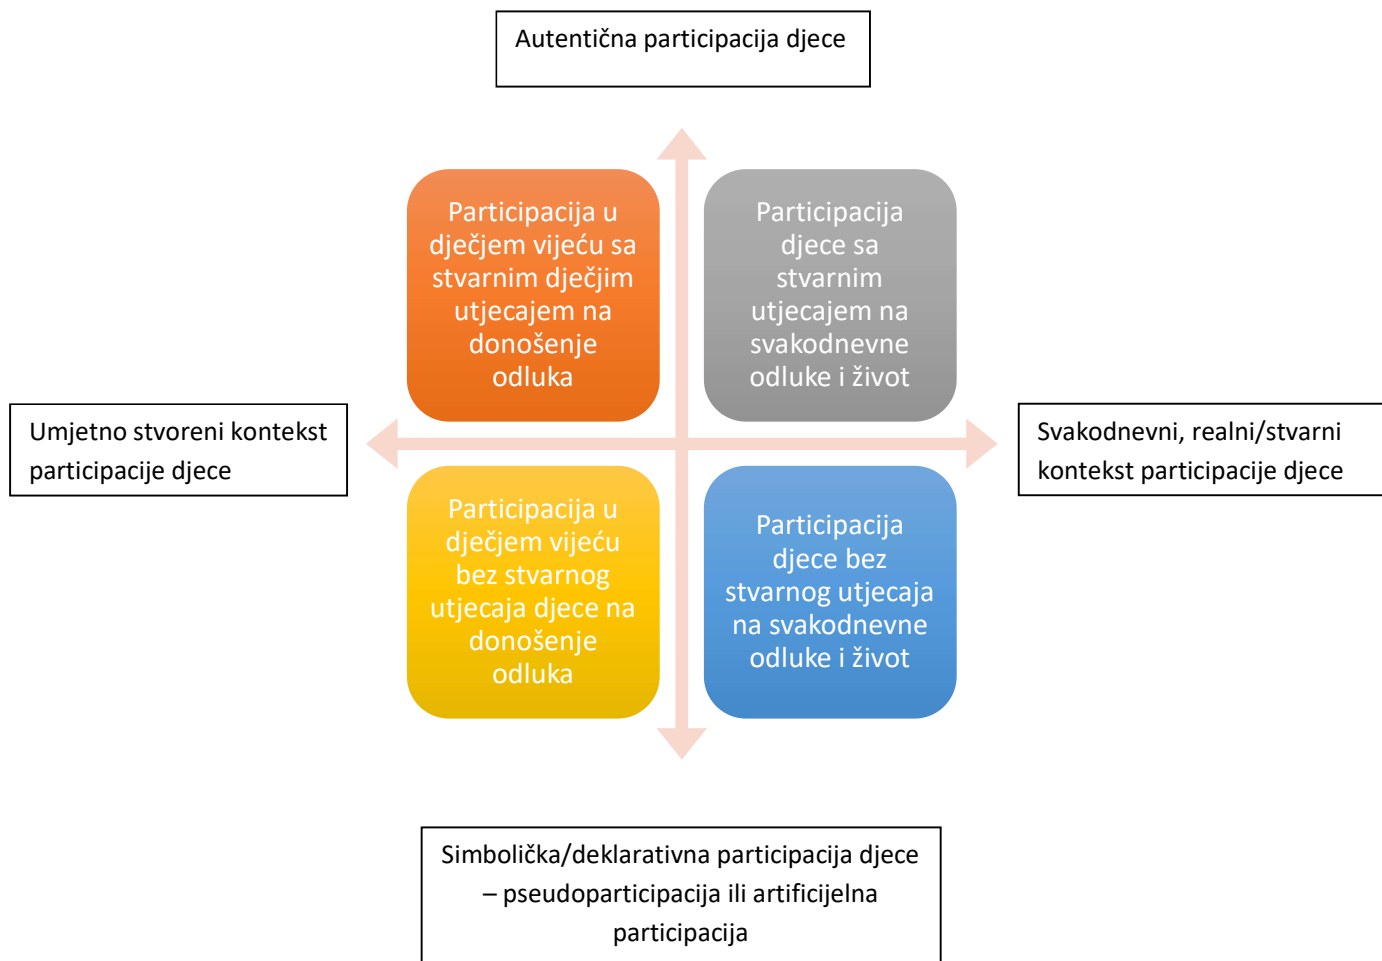 Autentična participacija djece
Participacija u
dječjem vijeću sa
stvarnim dječjim
utjecajem na
donošenje
odluka
Participacija
djece sa
stvarnim
utjecajem na
svakodnevne
odluke i život
Umjetno stvoreni kontekst
participacije djece
Svakodnevni, realni/stvarni
kontekst participacije djece
Participacija u
dječjem vijeću
bez stvarnog
utjecaja djece na
donošenje
odluka
Participacija
djece bez
stvarnog utjecaja
na svakodnevne
odluke i život
Simbolička/deklarativna participacija djece
– pseudoparticipacija ili artificijelna
participacija